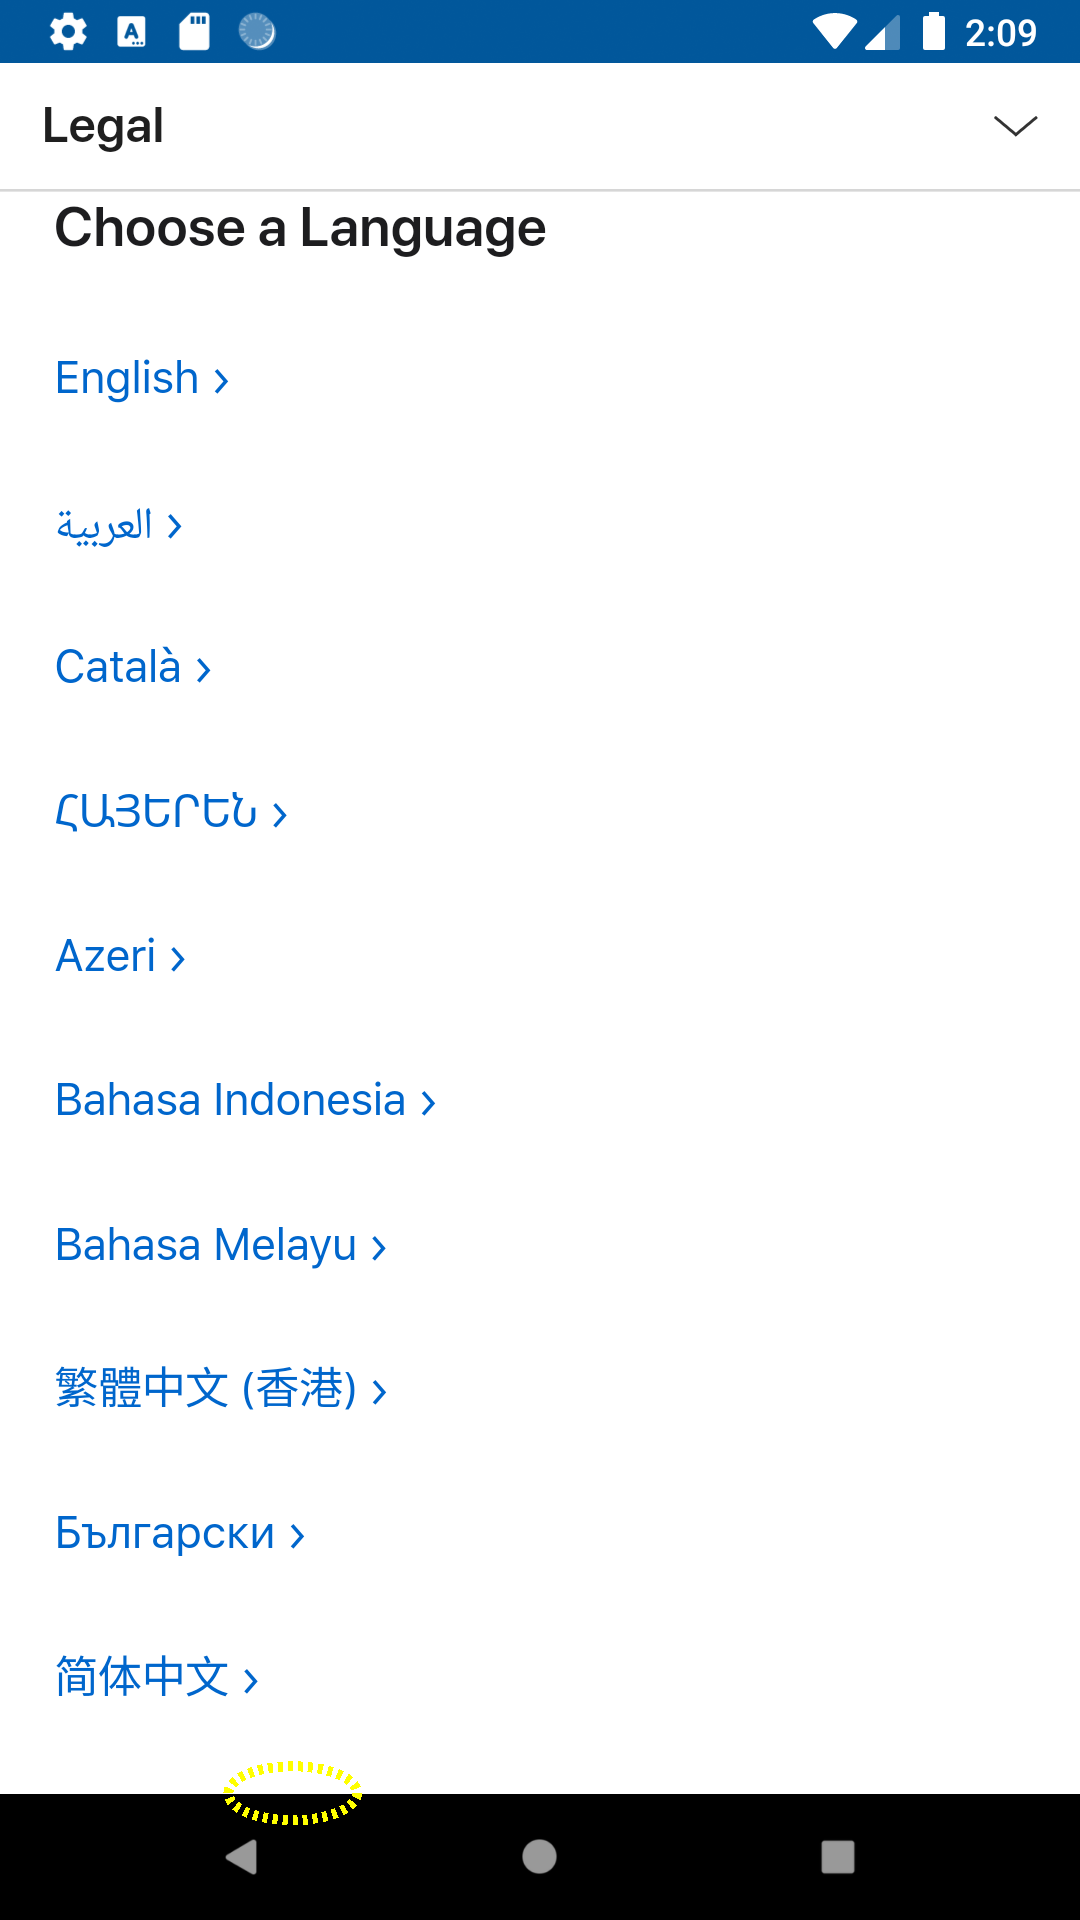 2:09
Legal
Choose a Language
English
العربية
Català
ՀԱՅԵՐԵՆ
Azeri
Bahasa Indonesia
Bahasa Melayu
繁體中文 (香港)
Български
简体中文